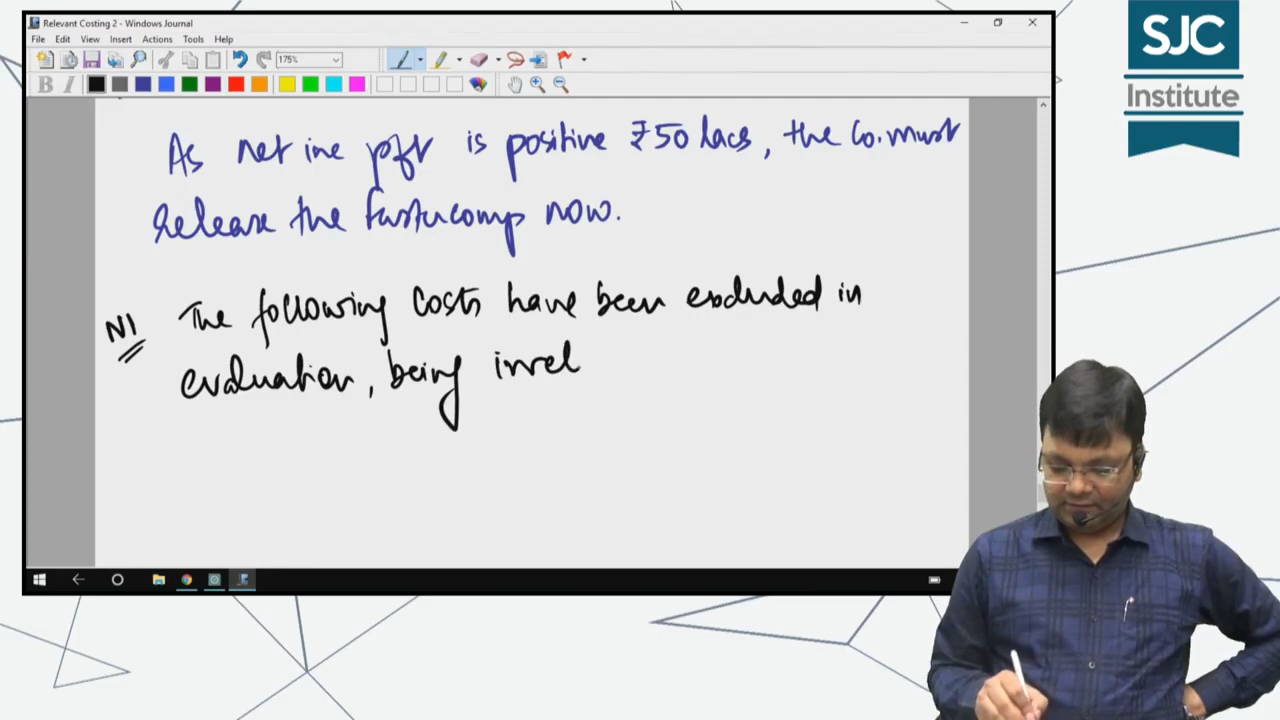 Relevant Costing 2 - Windows Journal
File Edit View Insert Actions Tools Help
175%
As net inc pft is positive ₹50 lacs, the Co. must
release the Fastercomp now.
N1 The following costs have been excluded in
evaluation, being irrel
SJC
Institute